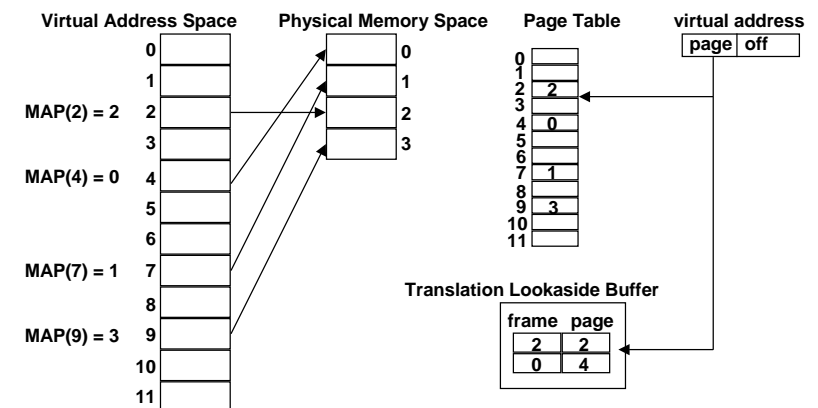 Virtual Address Space
0
1
MAP(2) = 2 2
3
MAP(4) = 0 4
5
6
MAP(7) = 1 7
8
MAP(9) = 3 9
10
11
Physical Memory Space
0
1
2
3
Page Table
0
1
2 2
3
4 0
5
6
7 1
8
9 3
10
11
virtual address
page off
Translation Lookaside Buffer
frame page
2 2
0 4